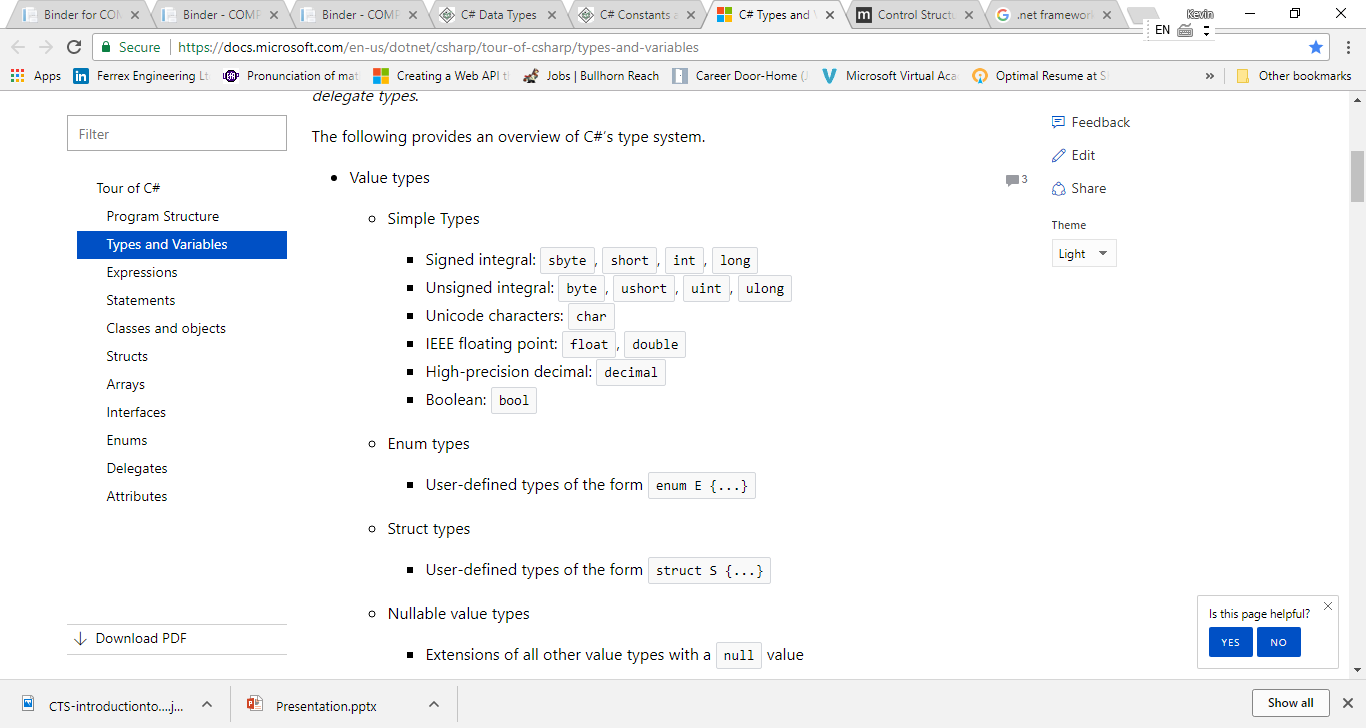 Binder for CON
Binder - COMP
Binder - COMP
C# Data Types
C# Constants a
C# Types and V
Control Structu
.net framework
Kevin
EN
Secure
https://docs.microsoft.com/en-us/dotnet/csharp/tour-of-csharp/types-and-variables
Apps
Ferrex Engineering Lt
Pronunciation of mat
Creating a Web API th
Jobs | Bullhorn Reach
Career Door-Home (J
Microsoft Virtual Aca
Optimal Resume at S
»
Other bookmarks
delegate types.
Filter
The following provides an overview of C#'s type system.
Feedback
Edit
Share
Theme
Light
Tour of C#
Program Structure
Types and Variables
Expressions
Statements
Classes and objects
Structs
Arrays
Interfaces
Enums
Delegates
Attributes
Download PDF
• Value types
3
○ Simple Types
▪ Signed integral: sbyte, short, int, long
▪ Unsigned integral: byte, ushort, uint, ulong
▪ Unicode characters: char
▪ IEEE floating point: float, double
▪ High-precision decimal: decimal
▪ Boolean: bool
○ Enum types
▪ User-defined types of the form enum E {...}
○ Struct types
▪ User-defined types of the form struct S {...}
○ Nullable value types
▪ Extensions of all other value types with a null value
Is this page helpful?
YES
NO
CTS-introductionto....j...
Presentation.pptx
Show all